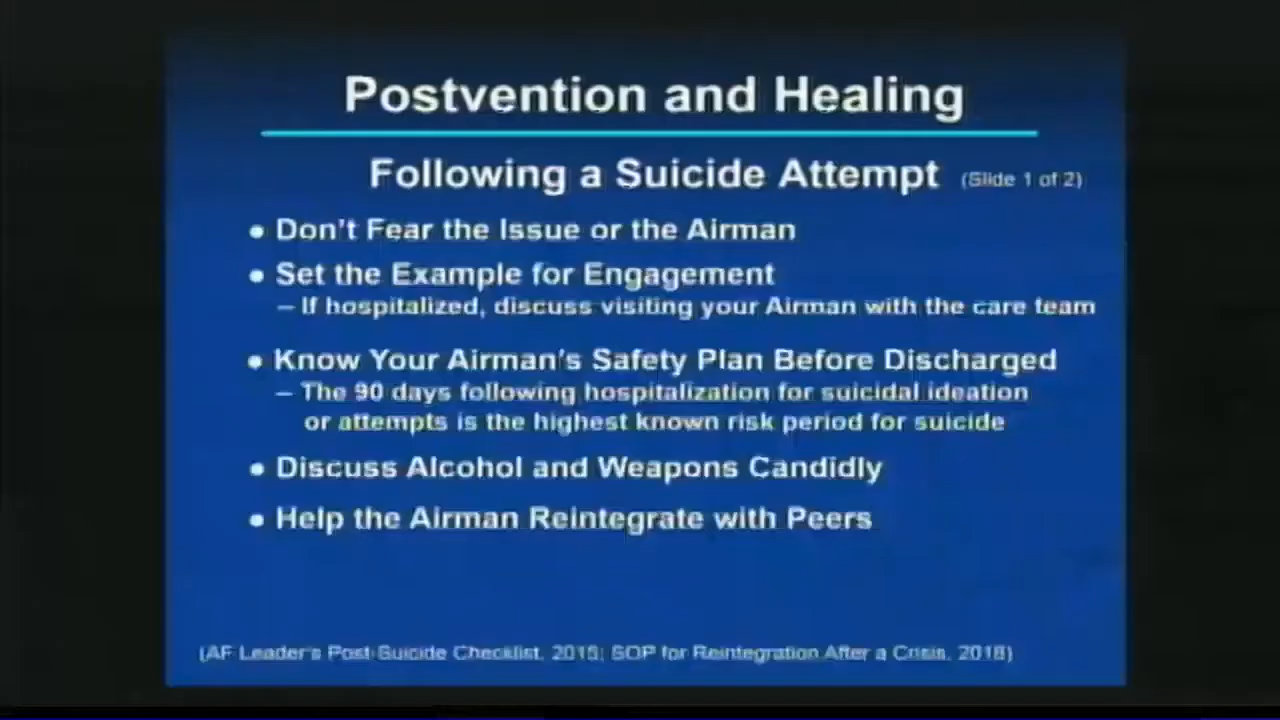 Postvention and Healing
Following a Suicide Attempt (Slide 1 of 2)
• Don't Fear the Issue or the Airman
• Set the Example for Engagement
– If hospitalized, discuss visiting your Airman with the care team
• Know Your Airman's Safety Plan Before Discharged
– The 90 days following hospitalization for suicidal ideation
or attempts is the highest known risk period for suicide
• Discuss Alcohol and Weapons Candidly
• Help the Airman Reintegrate with Peers
(AF Leader's Post-Suicide Checklist, 2015; SOP for Reintegration After a Crisis, 2018)